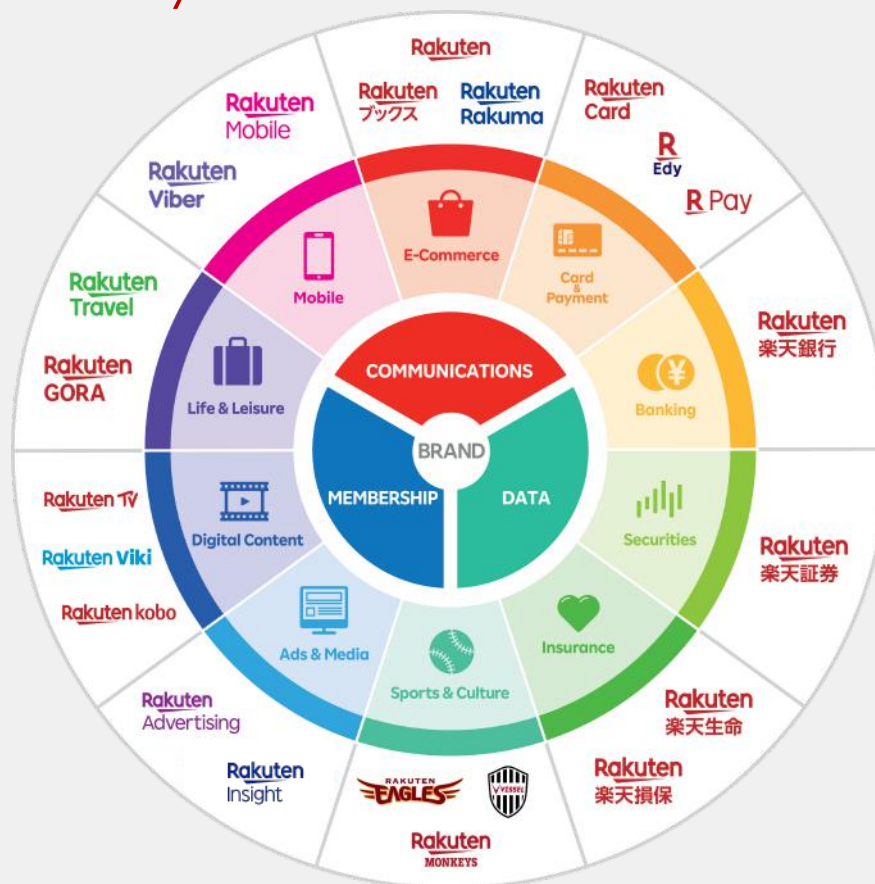 Rakuten
Rakuten
ブックス
Rakuten
Rakuma
Rakuten
Card
R
Edy
R Pay
Rakuten
楽天銀行
Rakuten
楽天証券
Rakuten
楽天生命
Rakuten
楽天損保
RAKUTEN
EAGLES
VISSEL
Rakuten
MONKEYS
Rakuten
Insight
Rakuten
Advertising
Rakuten kobo
Rakuten Viki
Rakuten TV
Rakuten
GORA
Rakuten
Travel
Rakuten
Viber
Rakuten
Mobile
E-Commerce
Card
&
Payment
¥
Banking
Securities
Insurance
Sports & Culture
Ads & Media
Digital Content
Life & Leisure
Mobile
COMMUNICATIONS
BRAND
MEMBERSHIP
DATA